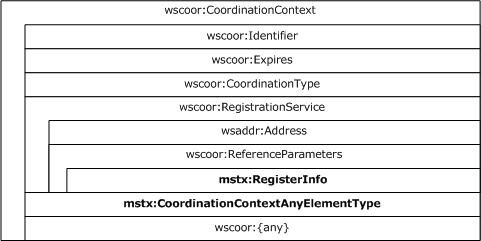 wscoor:CoordinationContext
wscoor:Identifier
wscoor:Expires
wscoor:CoordinationType
wscoor:RegistrationService
wsaddr:Address
wscoor:ReferenceParameters
mstx:RegisterInfo
mstx:CoordinationContextAnyElementType
wscoor:{any}